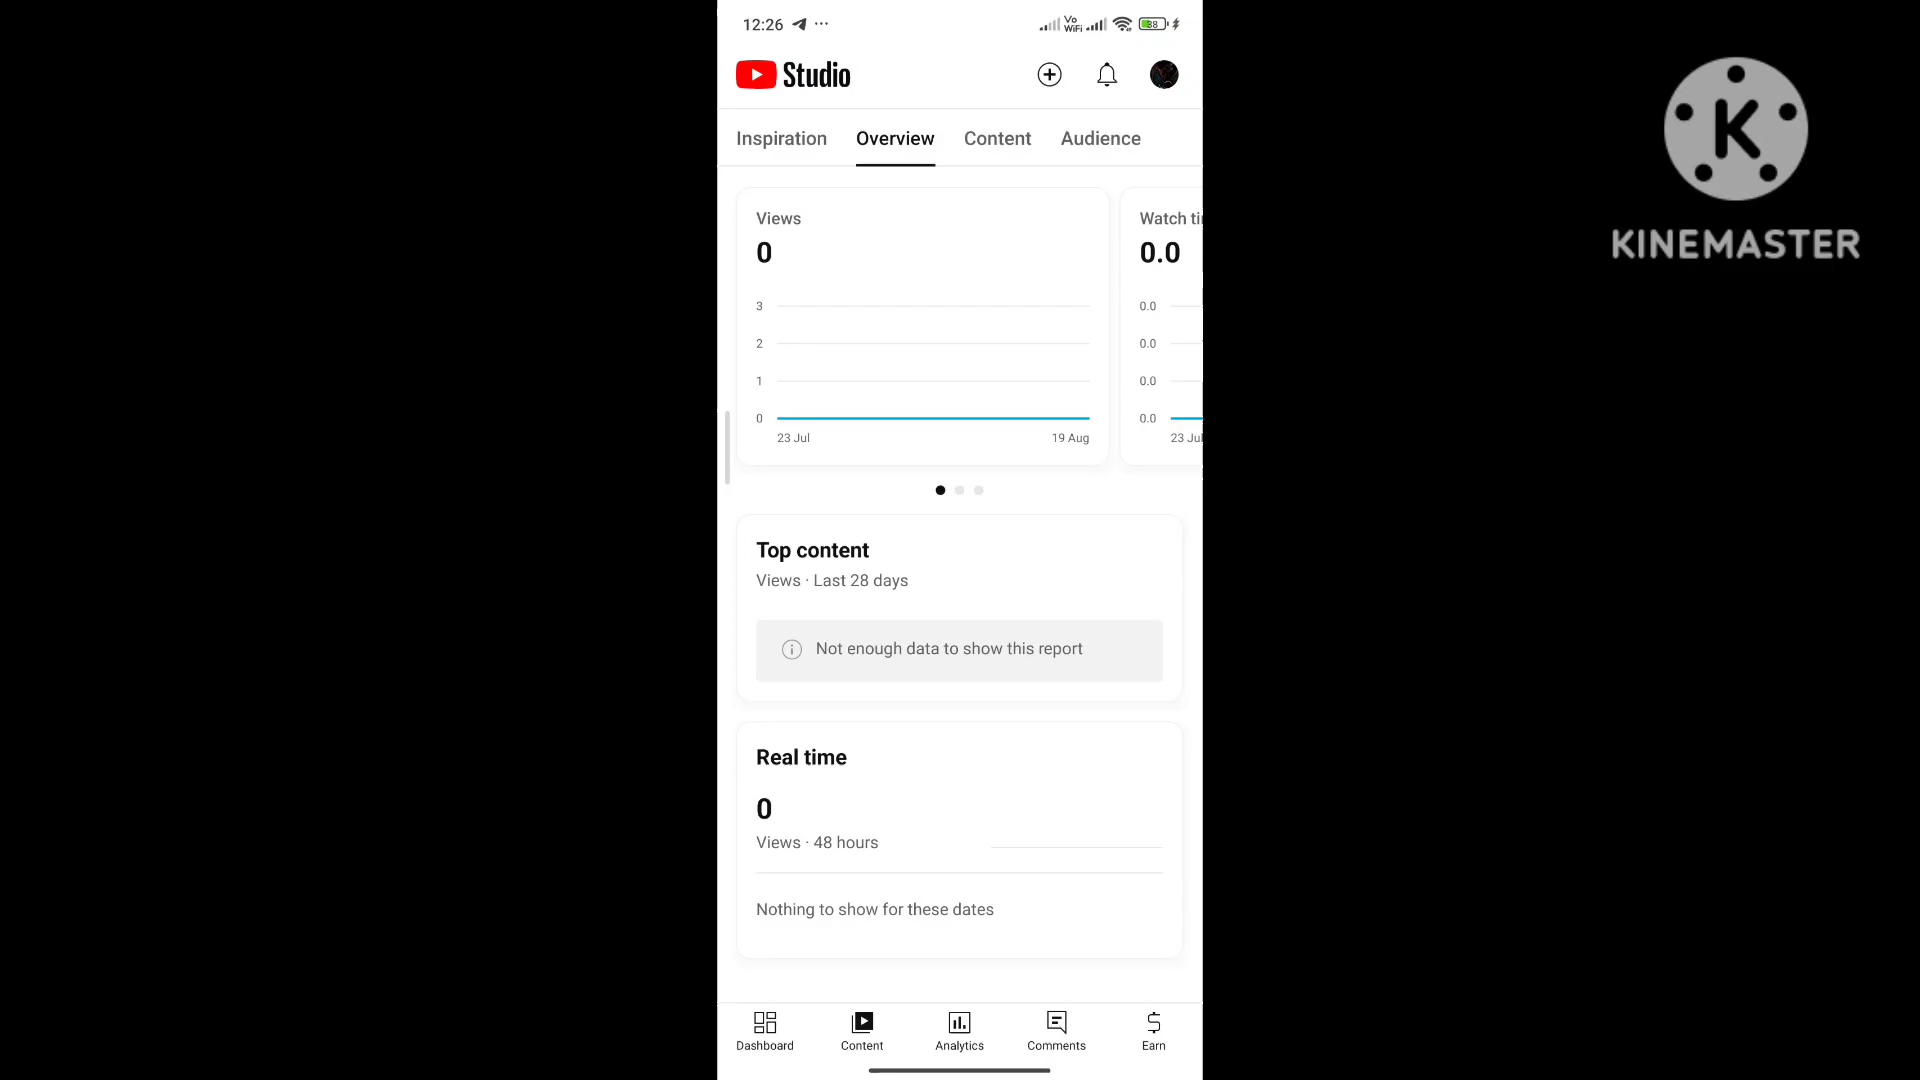 12:26 ...
Vo
WiFi
38
Studio
Inspiration Overview Content Audience
Views
0
3
2
1
0
23 Jul 19 Aug
Watch ti
0.0
0.0
0.0
0.0
0.0
23 Jul
Top content
Views · Last 28 days
Not enough data to show this report
Real time
0
Views · 48 hours
Nothing to show for these dates
Dashboard Content Analytics Comments Earn
K
KINEMASTER